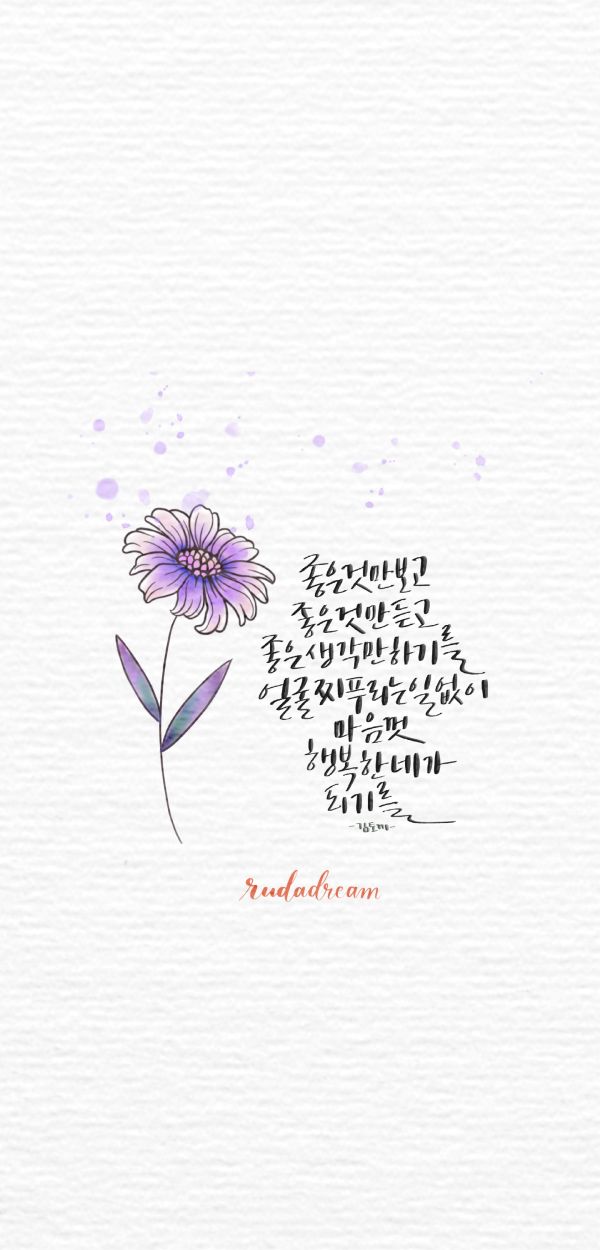 좋은것만보고
좋은것만듣고
좋은생각만하기를
얼굴찌푸리는일없이
마음껏
행복한네가
되기를
-김토끼-
rudadream